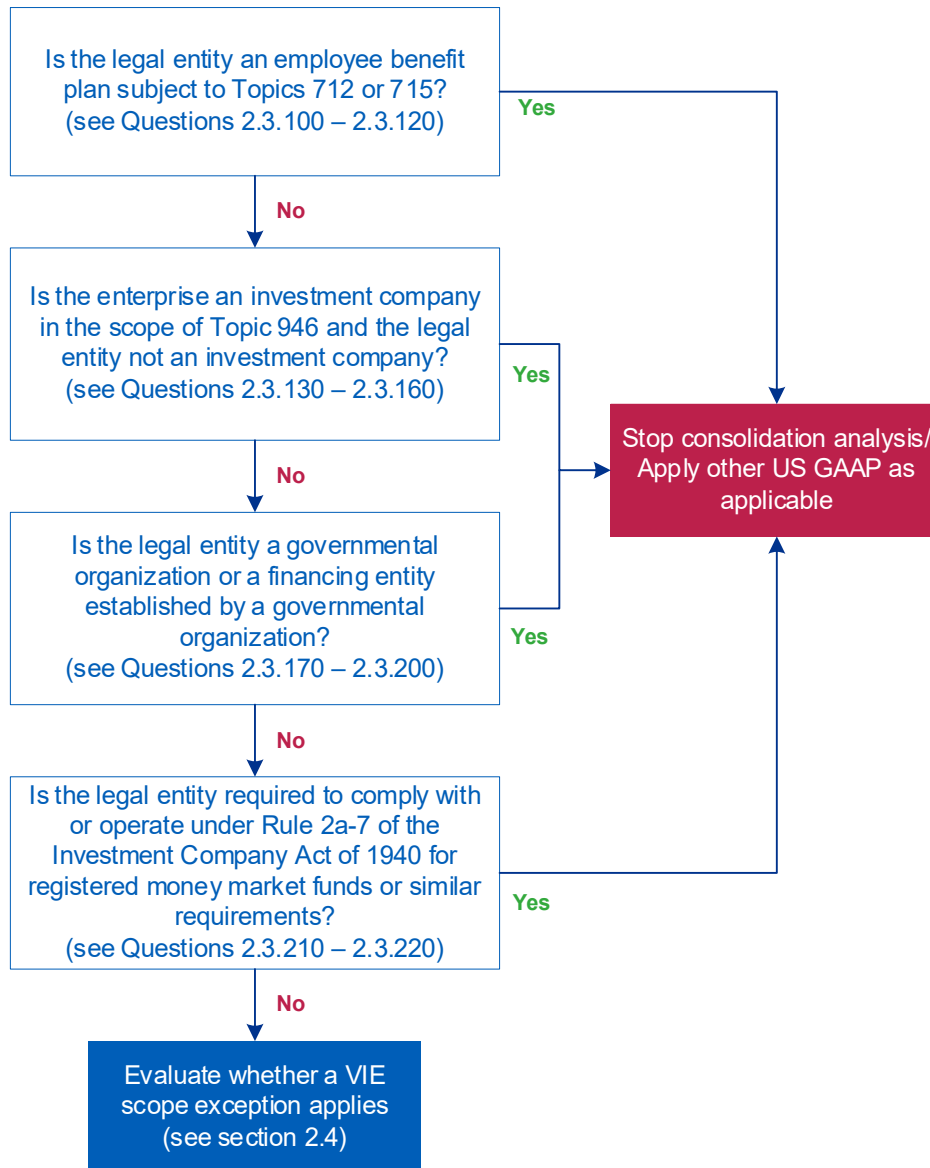 Is the legal entity an employee benefit
plan subject to Topics 712 or 715?
(see Questions 2.3.100 – 2.3.120)
Yes
No
Is the enterprise an investment company
in the scope of Topic 946 and the legal
entity not an investment company?
(see Questions 2.3.130 – 2.3.160)
Yes
No
Stop consolidation analysis/
Apply other US GAAP as
applicable
Is the legal entity a governmental
organization or a financing entity
established by a governmental
organization?
(see Questions 2.3.170 – 2.3.200)
Yes
No
Is the legal entity required to comply with
or operate under Rule 2a-7 of the
Investment Company Act of 1940 for
registered money market funds or similar
requirements?
(see Questions 2.3.210 – 2.3.220)
Yes
No
Evaluate whether a VIE
scope exception applies
(see section 2.4)